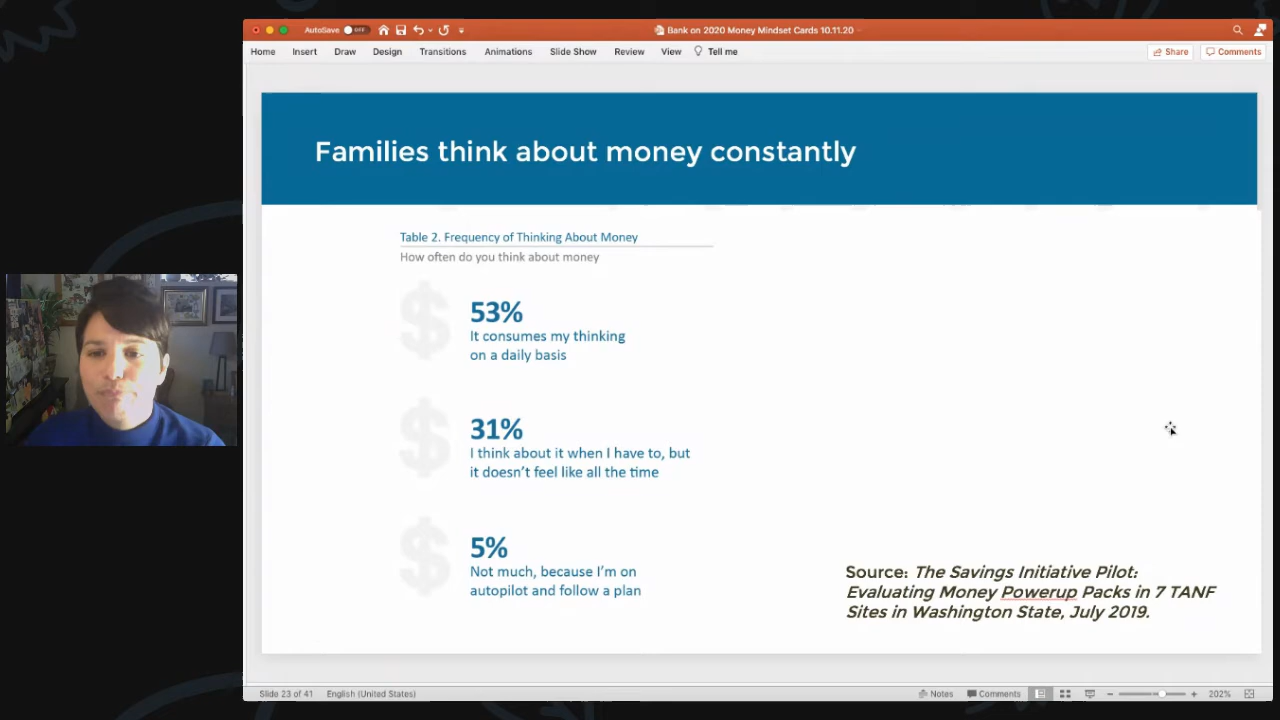 AutoSave OFF
Bank on 2020 Money Mindset Cards 10.11.20
Home Insert Draw Design Transitions Animations Slide Show Review View Tell me
Share Comments
Families think about money constantly
Table 2. Frequency of Thinking About Money
How often do you think about money
$
53%
It consumes my thinking
on a daily basis
$
31%
I think about it when I have to, but
it doesn't feel like all the time
$
5%
Not much, because I'm on
autopilot and follow a plan
Source: The Savings Initiative Pilot:
Evaluating Money Powerup Packs in 7 TANF
Sites in Washington State, July 2019.
Slide 23 of 41 English (United States) Notes Comments 202%